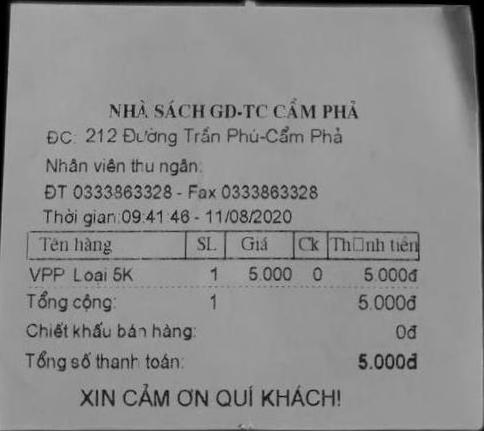 NHÀ SÁCH GD-TC CẨM PHẢ
ĐC: 212 Đường Trần Phú-Cẩm Phả
Nhân viên thu ngân:
ĐT 0333863328 - Fax 0333863328
Thời gian:09:41:46 - 11/08/2020
Tên hàng SL Giá Ck Th□nh tiền
VPP Loai 5K 1 5.000 0 5.000đ
Tổng cộng: 1 5.000đ
Chiết khấu bán hàng: 0đ
Tổng số thanh toán: 5.000đ
XIN CẢM ƠN QUÍ KHÁCH!